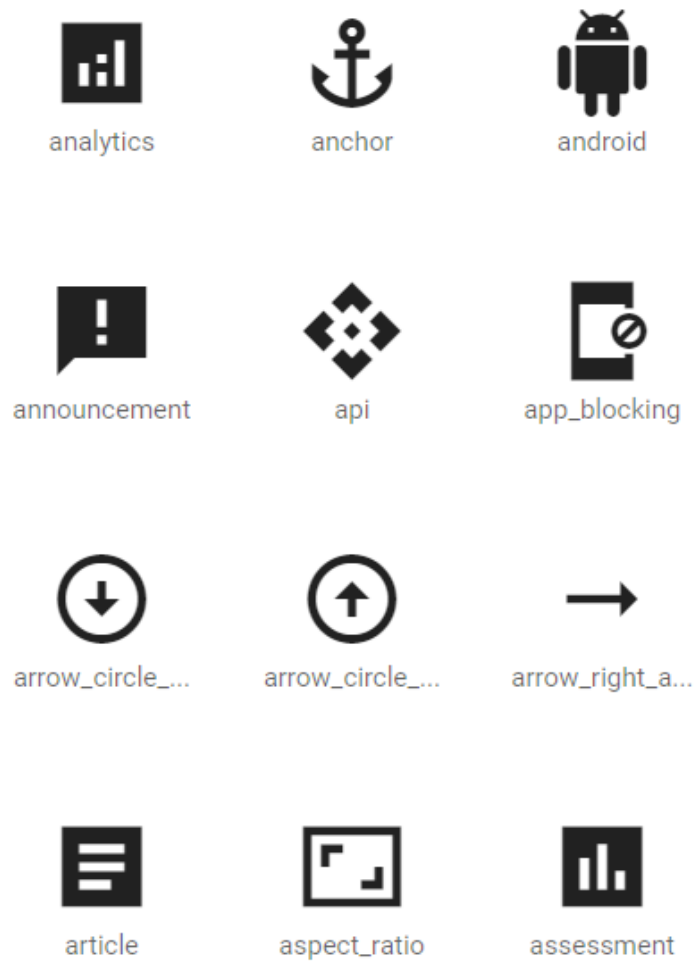 analytics
anchor
android
announcement
api
app_blocking
arrow_circle_...
arrow_circle_...
arrow_right_a...
article
aspect_ratio
assessment